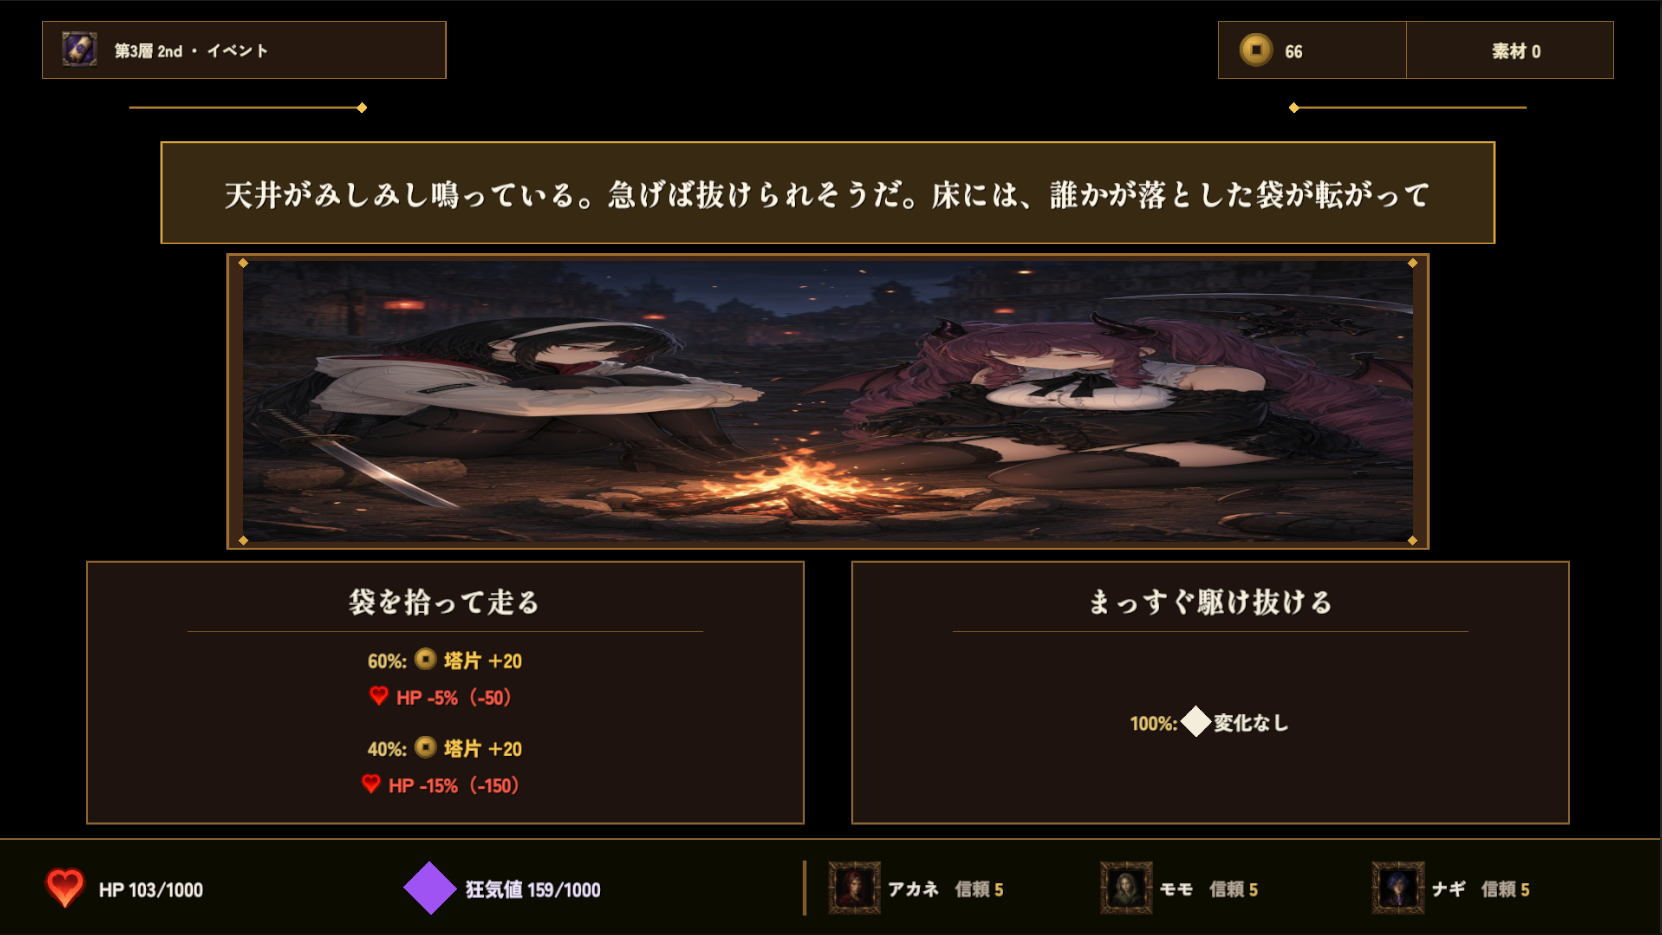 第3層 2nd ・ イベント
66
素材 0
天井がみしみし鳴っている。急げば抜けられそうだ。床には、誰かが落とした袋が転がって
袋を拾って走る
60%: 塔片 +20
HP -5%（-50）
40%: 塔片 +20
HP -15%（-150）
まっすぐ駆け抜ける
100%: 変化なし
HP 103/1000
狂気値 159/1000
アカネ 信頼 5
モモ 信頼 5
ナギ 信頼 5